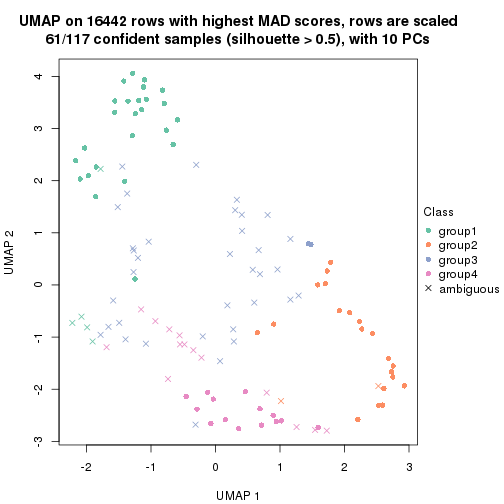 UMAP on 16442 rows with highest MAD scores, rows are scaled
61/117 confident samples (silhouette > 0.5), with 10 PCs
4
3
2
1
0
-1
-2
-3
UMAP 2
-2
-1
0
1
2
3
UMAP 1
Class
group1
group2
group3
group4
ambiguous